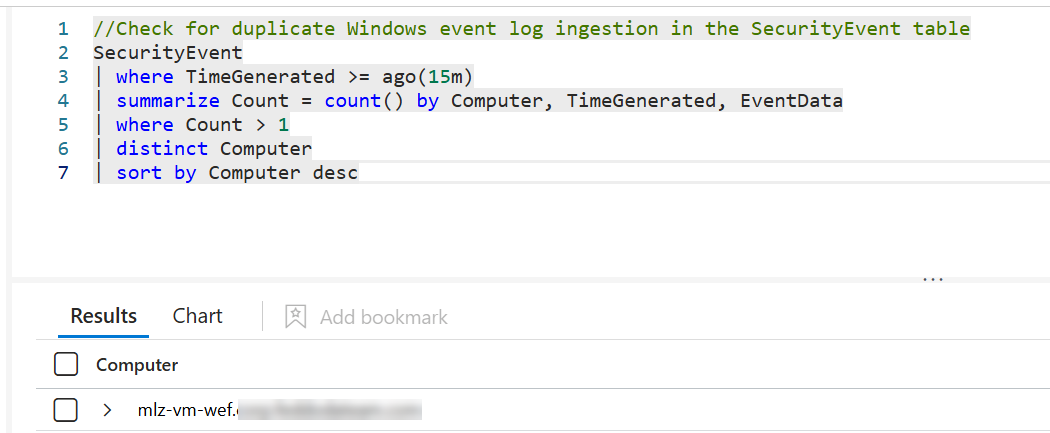 1 //Check for duplicate Windows event log ingestion in the SecurityEvent table
2 SecurityEvent
3 | where TimeGenerated >= ago(15m)
4 | summarize Count = count() by Computer, TimeGenerated, EventData
5 | where Count > 1
6 | distinct Computer
7 | sort by Computer desc
...
Results Chart Add bookmark
Computer
> mlz-vm-wef.